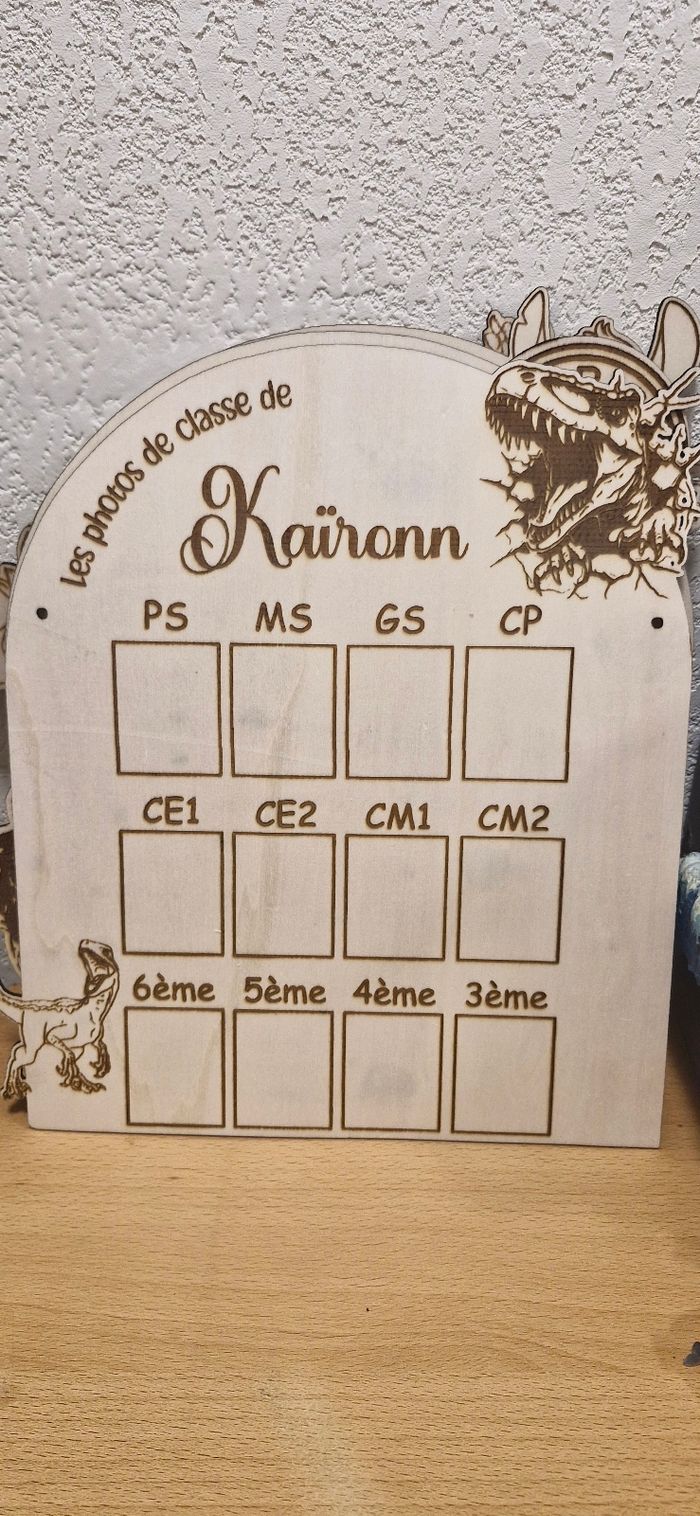 Les photos de classe de
Kaïronn
PS MS GS CP
CE1 CE2 CM1 CM2
6ème 5ème 4ème 3ème